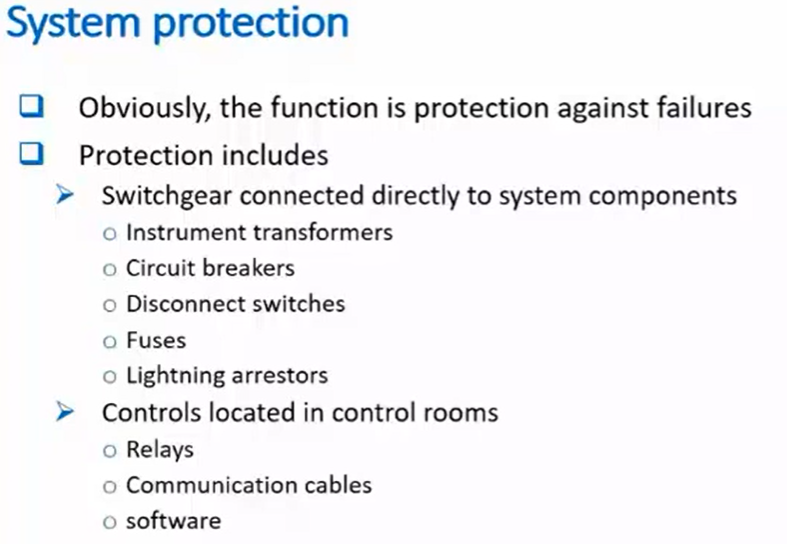 System protection
Obviously, the function is protection against failures
Protection includes
Switchgear connected directly to system components
Instrument transformers
Circuit breakers
Disconnect switches
Fuses
Lightning arrestors
Controls located in control rooms
Relays
Communication cables
software